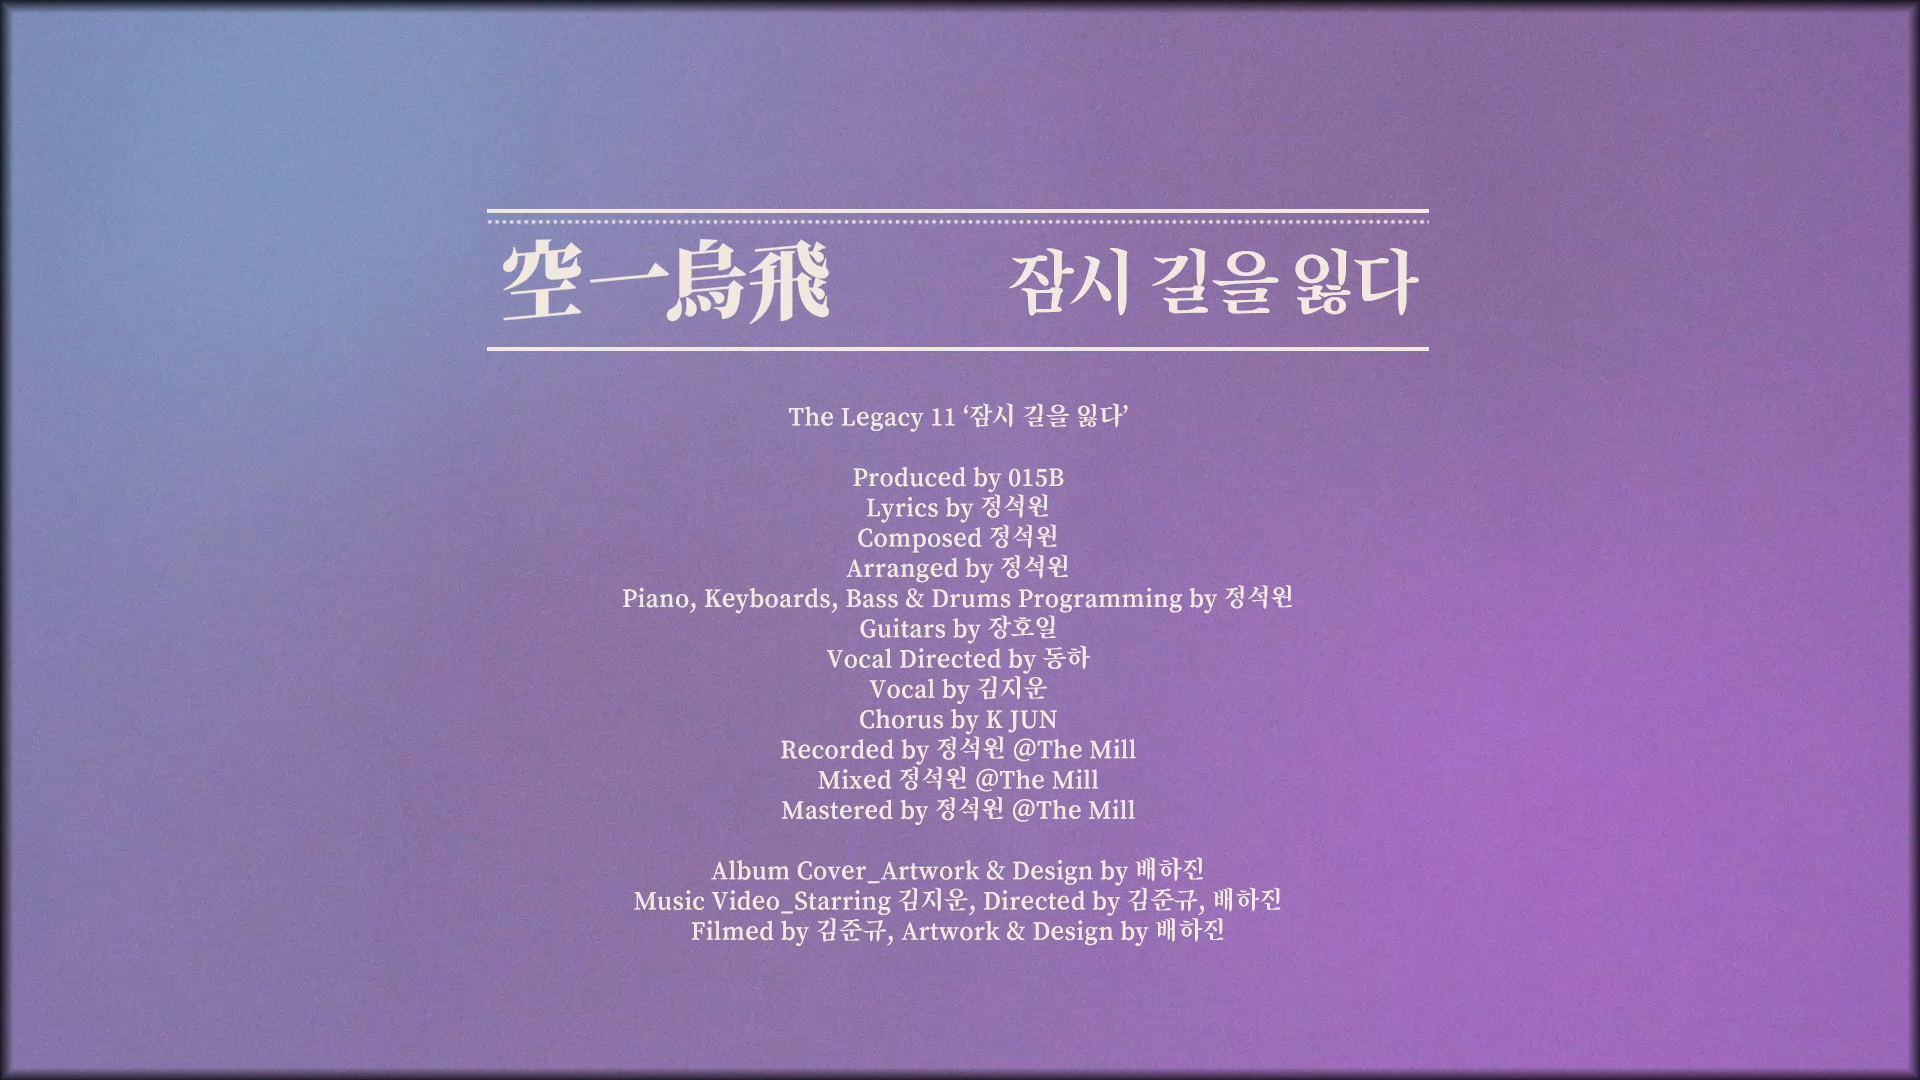 空一烏飛 잠시 길을 잃다
The Legacy 11 ‘잠시 길을 잃다’
Produced by 015B
Lyrics by 정석원
Composed 정석원
Arranged by 정석원
Piano, Keyboards, Bass & Drums Programming by 정석원
Guitars by 장호일
Vocal Directed by 동하
Vocal by 김지운
Chorus by K JUN
Recorded by 정석원 @The Mill
Mixed 정석원 @The Mill
Mastered by 정석원 @The Mill
Album Cover_Artwork & Design by 배하진
Music Video_Starring 김지운, Directed by 김준규, 배하진
Filmed by 김준규, Artwork & Design by 배하진